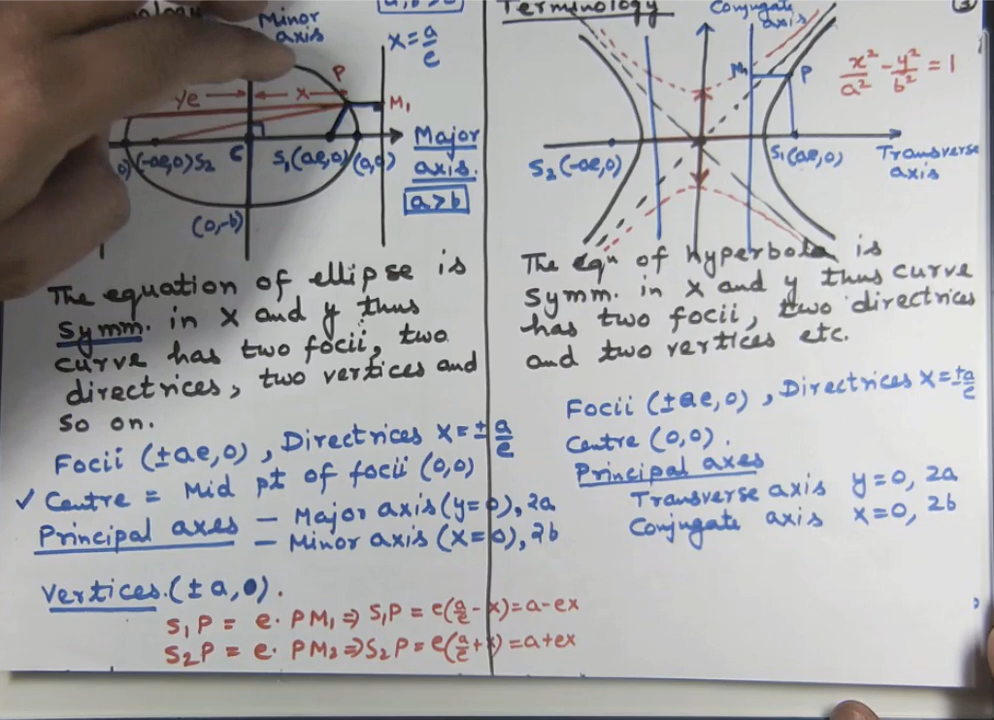 Minor
axis
x = a/e
P
M₁
ye
x
C
0) (-ae,0) S₂
S₁(ae,0) (a,0)
Major
axis.
a>b
(0,-b)
The equation of ellipse is
symm. in x and y thus
curve has two focii, two
directrices, two vertices and
so on.
Focii (±ae,0), Directrices x=±a/e
✓ Centre = Mid pt of focii (0,0)
Principal axes – Major axis (y=0), 2a
– Minor axis (x=0), 2b
Vertices. (±a,0).
S₁P = e. PM₁ ⇒ S₁P = e(a/e - x) = a-ex
S₂P = e. PM₂ ⇒ S₂P = e(a/e + x) = a+ex
Terminology
Conjugate
axis
3
x²/a² - y²/b² = 1
M₁
P
S₂(-ae,0)
S₁(ae,0)
Transverse
axis
The eqⁿ of hyperbola is
symm. in x and y thus curve
has two focii, two directrices
and two vertices etc.
Focii (±ae,0), Directrices x=±a/e
Centre (0,0).
Principal axes
Transverse axis y=0, 2a
Conjugate axis x=0, 2b